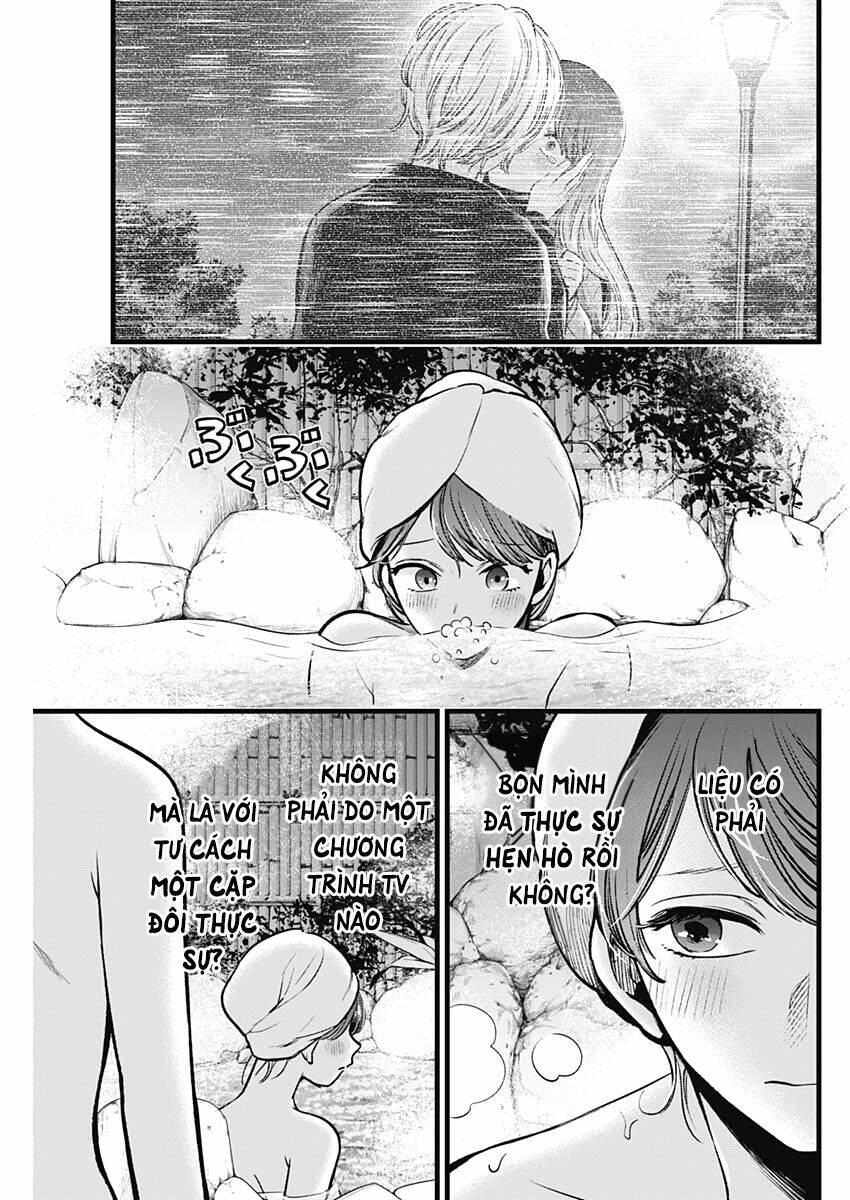 ぶくぶく
LIỆU CÓ
PHẢI
BON MÌNH
ĐÃ THỰC SỰ
HẸN HÒ RỒI
KHÔNG?
KHÔNG
PHẢI DO MỘT
CHƯƠNG
TRÌNH TV
NÀO
MÀ LÀ VỚI
TƯ CÁCH
MỘT CẶP
ĐÔI THỰC
SỰ?